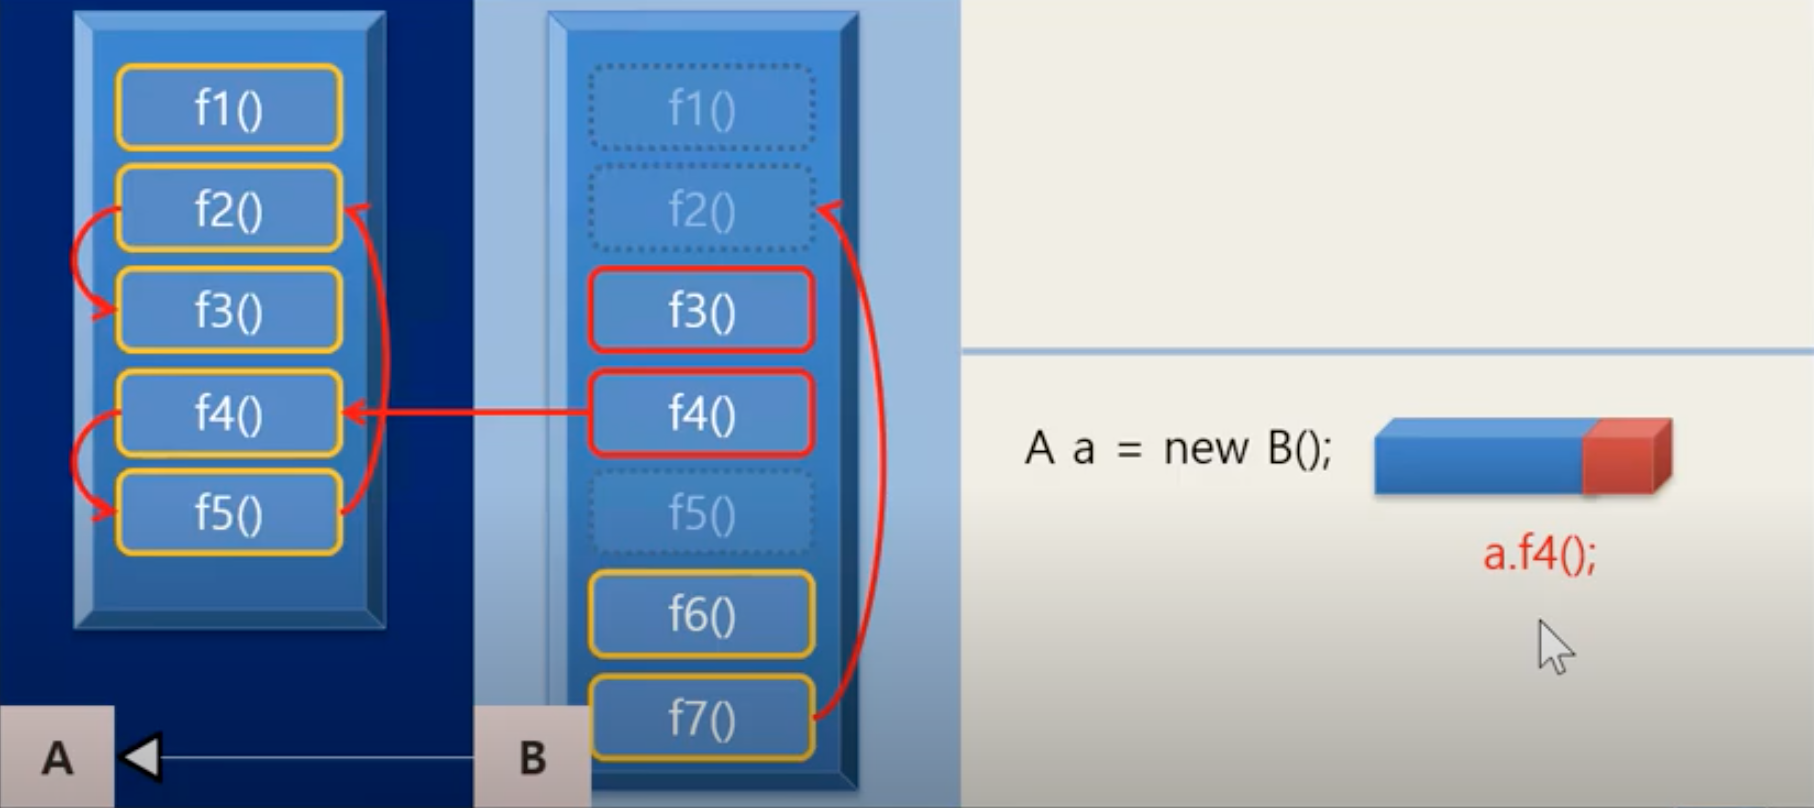 f1()
f2()
f3()
f4()
f5()
A
f1()
f2()
f3()
f4()
f5()
f6()
f7()
B
A a = new B();
a.f4();